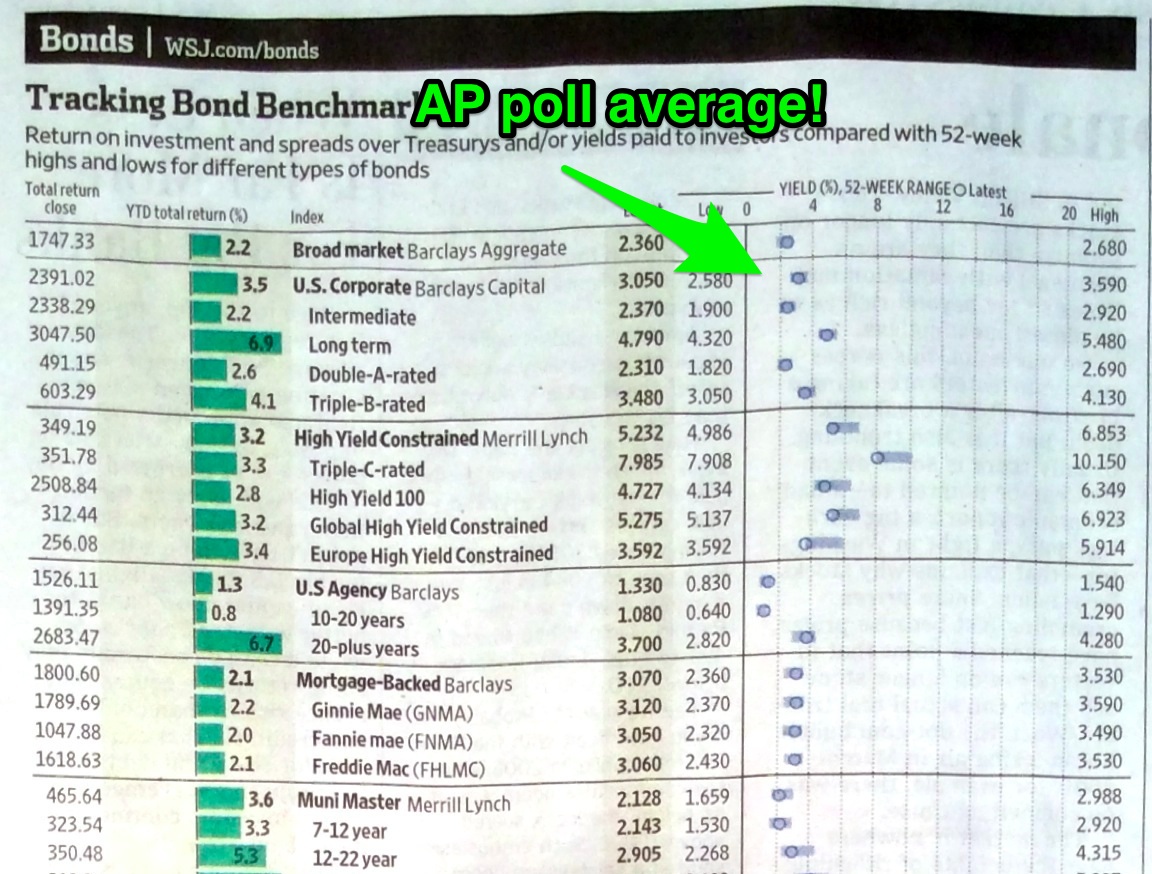 Bonds | WSJ.com/bonds
Tracking Bond
AP poll average!
Return on investment and spreads over Treasurys and/or yields paid to investors compared with 52-week
highs and lows for different types of bonds
Total return
close YTD total return (%) Index Low YIELD (%), 52-WEEK RANGE Latest
0 4 8 12 16 20 High
1747.33 2.2 Broad market Barclays Aggregate 2.360 2.680
2391.02 3.5 U.S. Corporate Barclays Capital 3.050 2.580 3.590
2338.29 2.2 Intermediate 2.370 1.900 2.920
3047.50 6.9 Long term 4.790 4.320 5.480
491.15 2.6 Double-A-rated 2.310 1.820 2.690
603.29 4.1 Triple-B-rated 3.480 3.050 4.130
349.19 3.2 High Yield Constrained Merrill Lynch 5.232 4.986 6.853
351.78 3.3 Triple-C-rated 7.985 7.908 10.150
2508.84 2.8 High Yield 100 4.727 4.134 6.349
312.44 3.2 Global High Yield Constrained 5.275 5.137 6.923
256.08 3.4 Europe High Yield Constrained 3.592 3.592 5.914
1526.11 1.3 U.S Agency Barclays 1.330 0.830 1.540
1391.35 0.8 10-20 years 1.080 0.640 1.290
2683.47 6.7 20-plus years 3.700 2.820 4.280
1800.60 2.1 Mortgage-Backed Barclays 3.070 2.360 3.530
1789.69 2.2 Ginnie Mae (GNMA) 3.120 2.370 3.590
1047.88 2.0 Fannie mae (FNMA) 3.050 2.320 3.490
1618.63 2.1 Freddie Mac (FHLMC) 3.060 2.430 3.530
465.64 3.6 Muni Master Merrill Lynch 2.128 1.659 2.988
323.54 3.3 7-12 year 2.143 1.530 2.920
350.48 5.3 12-22 year 2.905 2.268 4.315